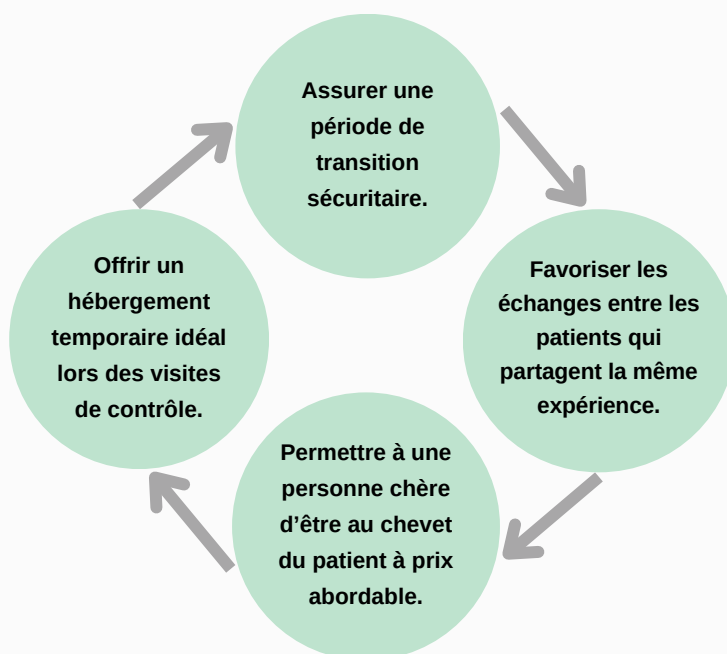 Assurer une
période de
transition
sécuritaire.
Favoriser les
échanges entre les
patients qui
partagent la même
expérience.
Permettre à une
personne chère
d’être au chevet
du patient à prix
abordable.
Offrir un
hébergement
temporaire idéal
lors des visites
de contrôle.